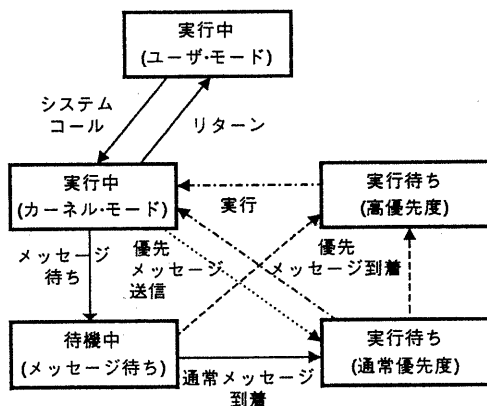 実行中
(ユーザ・モード)
システム
コール
リターン
実行中
(カーネル・モード)
実行待ち
(高優先度)
実行
メッセージ
待ち
優先
メッセージ
送信
優先
メッセージ到着
待機中
(メッセージ待ち)
実行待ち
(通常優先度)
通常メッセージ
到着